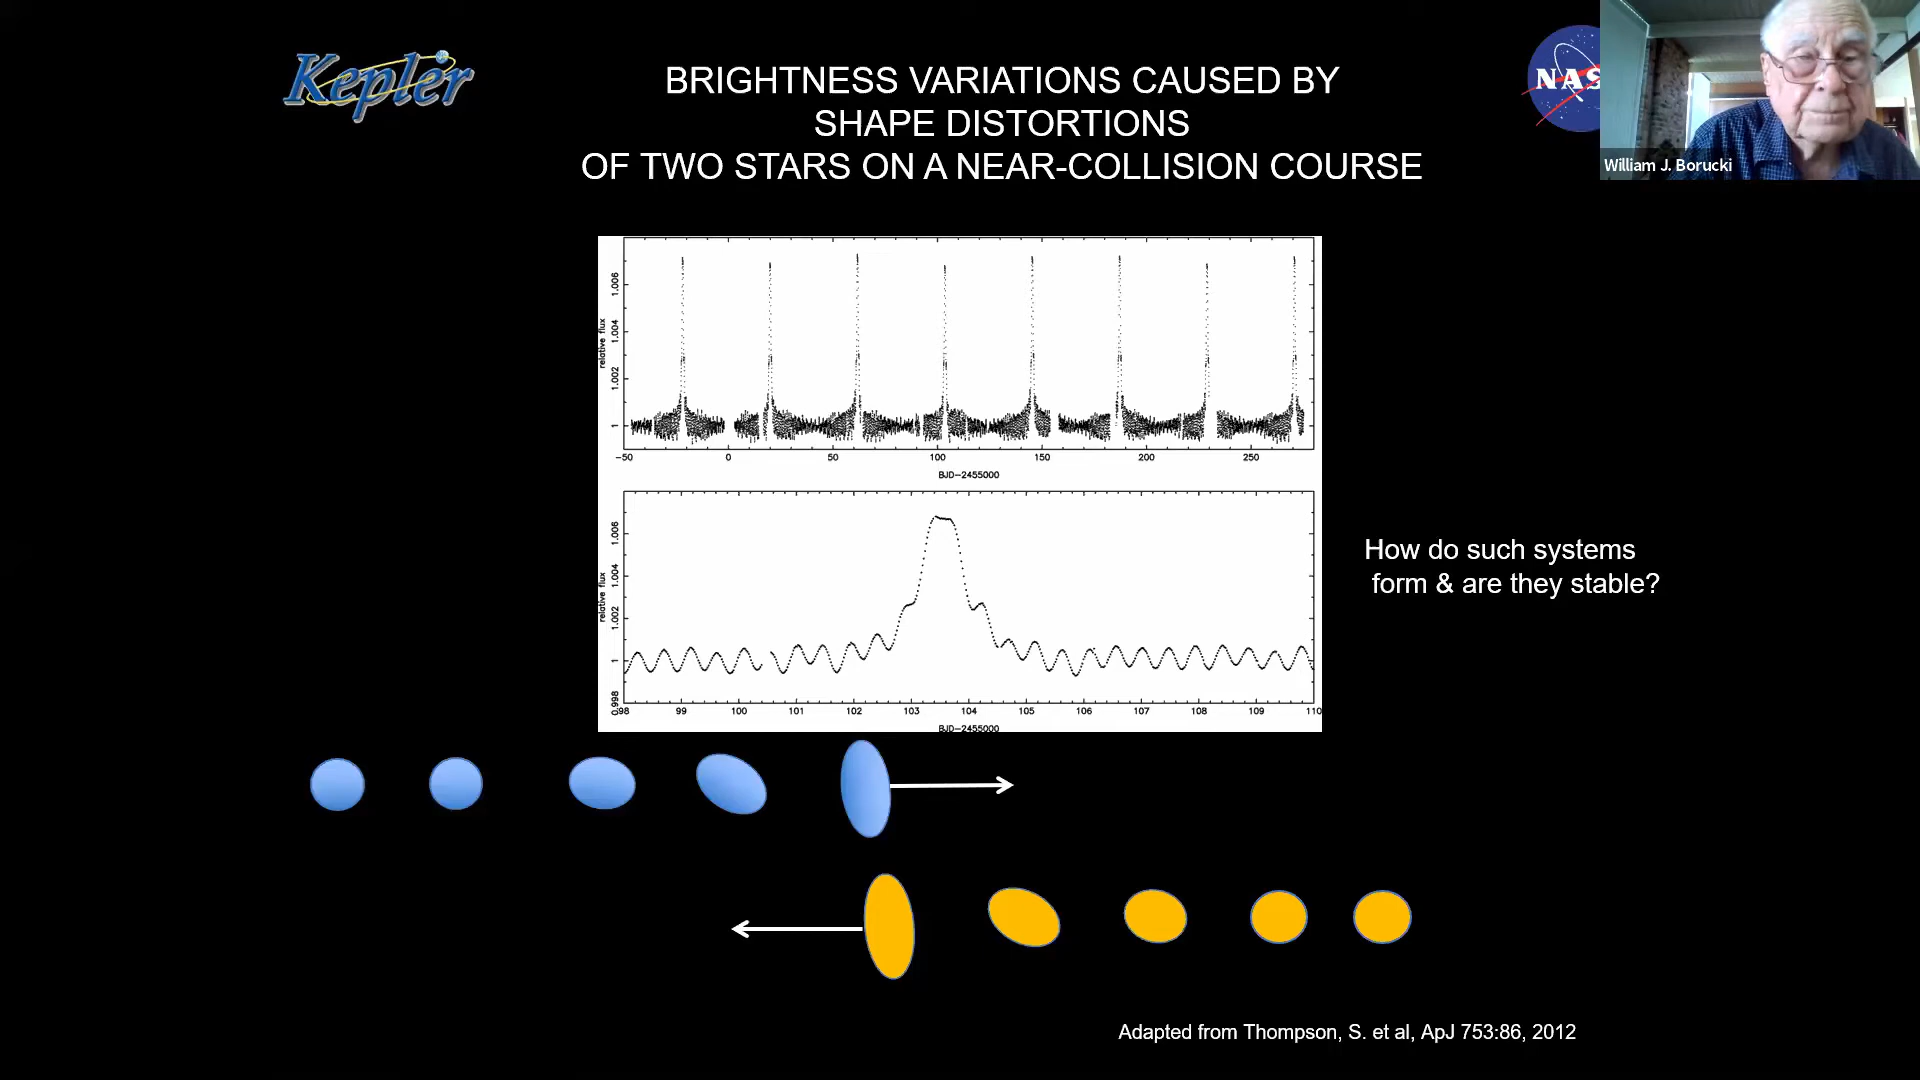 Kepler
BRIGHTNESS VARIATIONS CAUSED BY
SHAPE DISTORTIONS
OF TWO STARS ON A NEAR-COLLISION COURSE
NAS
William J. Borucki
relative flux
1 1.002 1.004 1.006
−50 0 50 100 150 200 250
BJD−2455000
relative flux
0.998 1 1.002 1.004 1.006
98 99 100 101 102 103 104 105 106 107 108 109 110
BJD−2455000
How do such systems
form & are they stable?
Adapted from Thompson, S. et al, ApJ 753:86, 2012